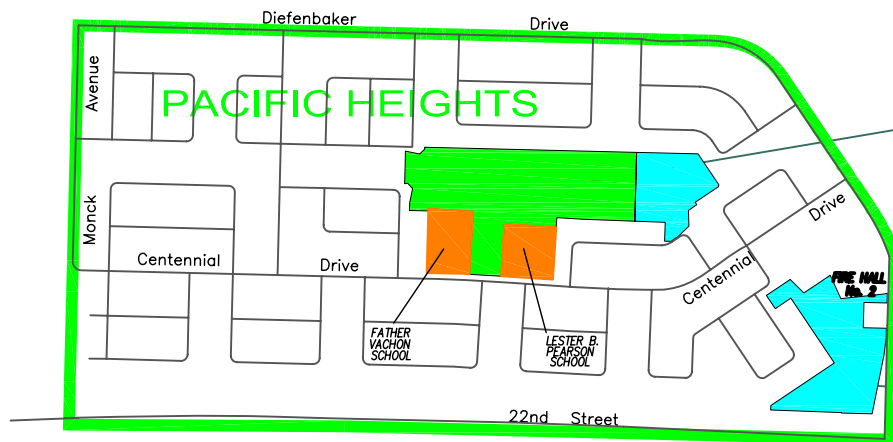 Diefenbaker Drive
Avenue
PACIFIC HEIGHTS
Monck
Drive
Centennial
Drive
Centennial
FIRE HALL
No. 2
FATHER
VACHON
SCHOOL
LESTER B.
PEARSON
SCHOOL
22nd Street